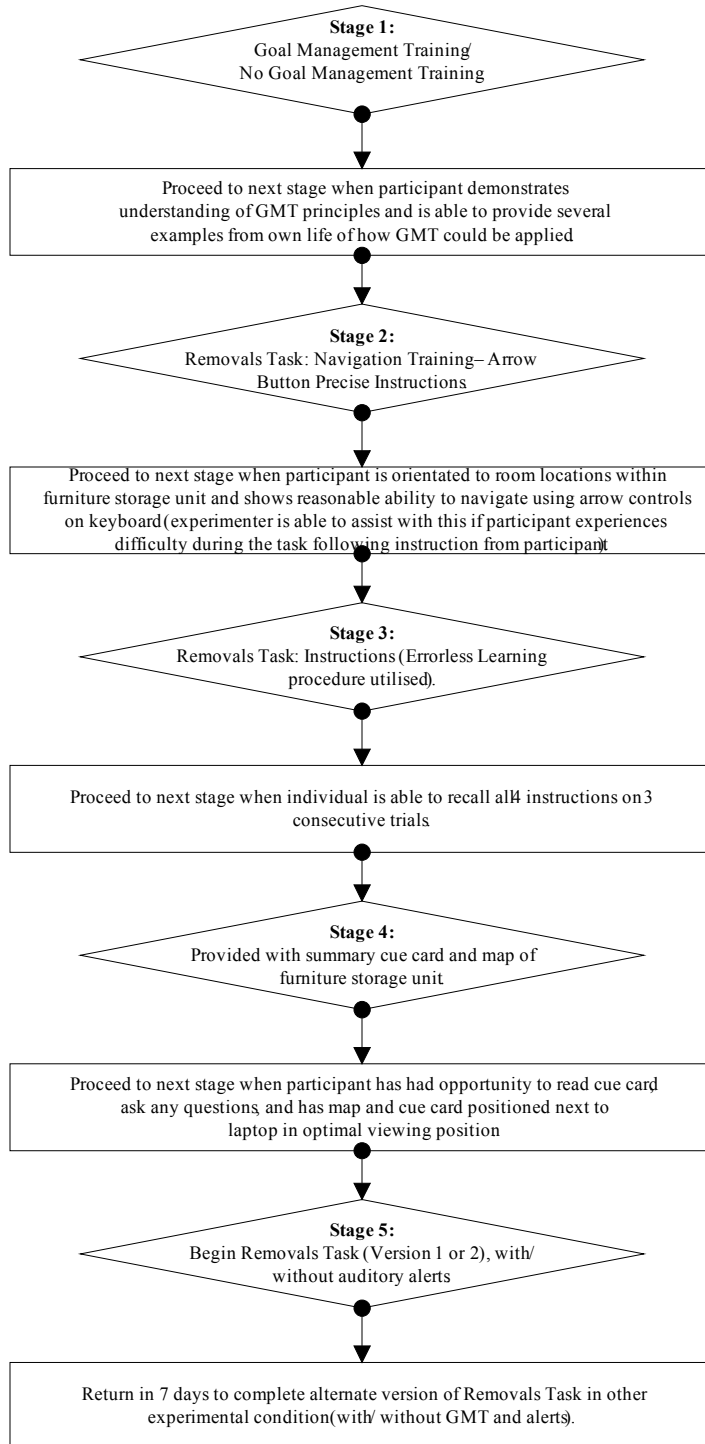 Stage 1:
Goal Management Training/
No Goal Management Training
Proceed to next stage when participant demonstrates
understanding of GMT principles and is able to provide several
examples from own life of how GMT could be applied.
Stage 2:
Removals Task: Navigation Training– Arrow
Button Precise Instructions.
Proceed to next stage when participant is orientated to room locations within
furniture storage unit and shows reasonable ability to navigate using arrow controls
on keyboard (experimenter is able to assist with this if participant experiences
difficulty during the task following instruction from participant).
Stage 3:
Removals Task: Instructions (Errorless Learning
procedure utilised).
Proceed to next stage when individual is able to recall all 4 instructions on 3
consecutive trials.
Stage 4:
Provided with summary cue card and map of
furniture storage unit.
Proceed to next stage when participant has had opportunity to read cue card,
ask any questions, and has map and cue card positioned next to
laptop in optimal viewing position
Stage 5:
Begin Removals Task (Version 1 or 2), with/
without auditory alerts
Return in 7 days to complete alternate version of Removals Task in other
experimental condition (with/ without GMT and alerts).